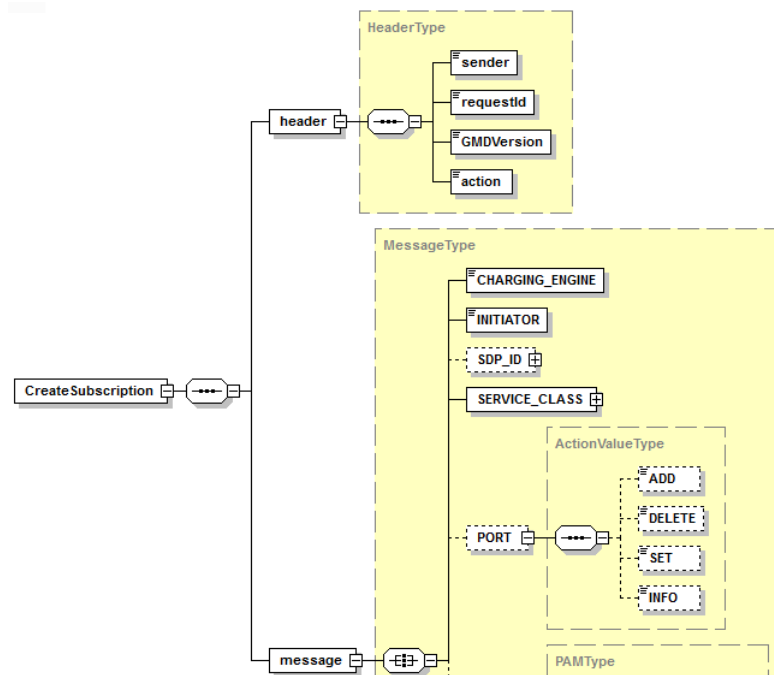 HeaderType
sender
requestId
header
GMDVersion
action
MessageType
CHARGING_ENGINE
INITIATOR
SDP_ID
CreateSubscription
SERVICE_CLASS
ActionValueType
ADD
DELETE
PORT
SET
INFO
message
PAMType